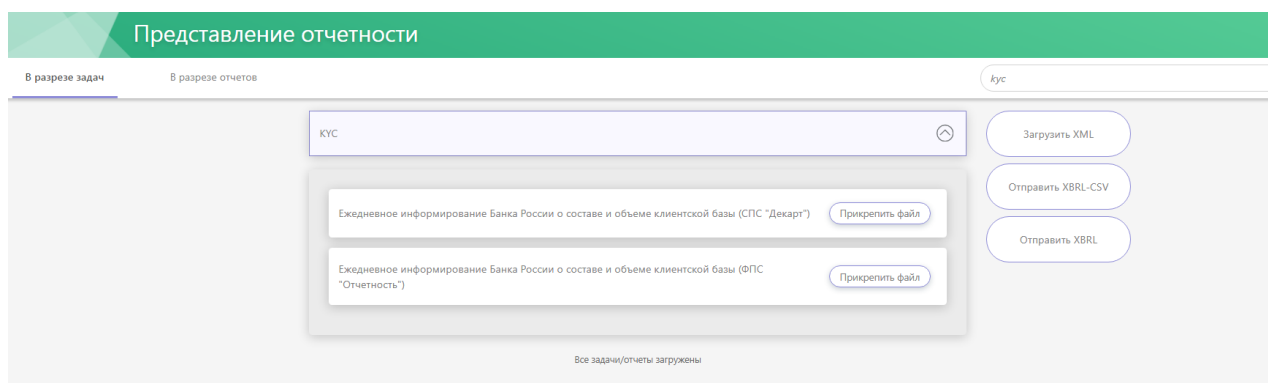 Представление отчетности
В разрезе задач
В разрезе отчетов
kyc
KYC
Загрузить XML
Ежедневное информирование Банка России о составе и объеме клиентской базы (СПС "Декарт")
Прикрепить файл
Отправить XBRL-CSV
Отправить XBRL
Ежедневное информирование Банка России о составе и объеме клиентской базы (ФПС
"Отчетность")
Прикрепить файл
Все задачи/отчеты загружены